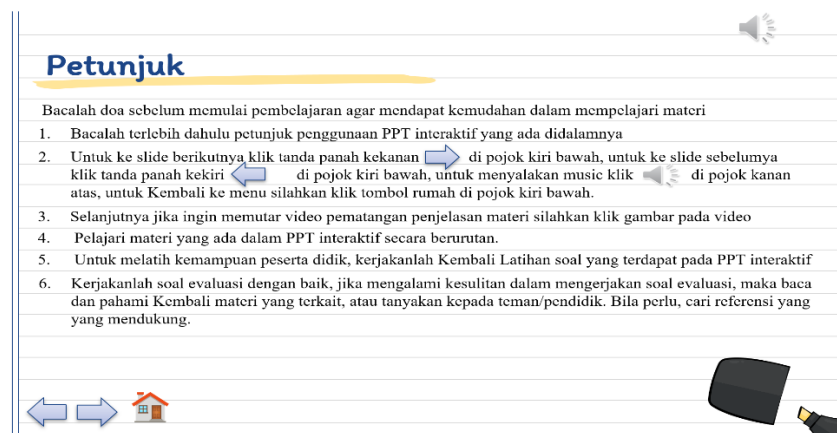 Petunjuk
Bacalah doa sebelum memulai pembelajaran agar mendapat kemudahan dalam mempelajari materi
1. Bacalah terlebih dahulu petunjuk penggunaan PPT interaktif yang ada didalamnya
2. Untuk ke slide berikutnya klik tanda panah kekanan di pojok kiri bawah, untuk ke slide sebelumya
klik tanda panah kekiri di pojok kiri bawah, untuk menyalakan music klik di pojok kanan
atas, untuk Kembali ke menu silahkan klik tombol rumah di pojok kiri bawah.
3. Selanjutnya jika ingin memutar video pematangan penjelasan materi silahkan klik gambar pada video
4. Pelajari materi yang ada dalam PPT interaktif secara berurutan.
5. Untuk melatih kemampuan peserta didik, kerjakanlah Kembali Latihan soal yang terdapat pada PPT interaktif
6. Kerjakanlah soal evaluasi dengan baik, jika mengalami kesulitan dalam mengerjakan soal evaluasi, maka baca
dan pahami Kembali materi yang terkait, atau tanyakan kepada teman/pendidik. Bila perlu, cari referensi yang
yang mendukung.